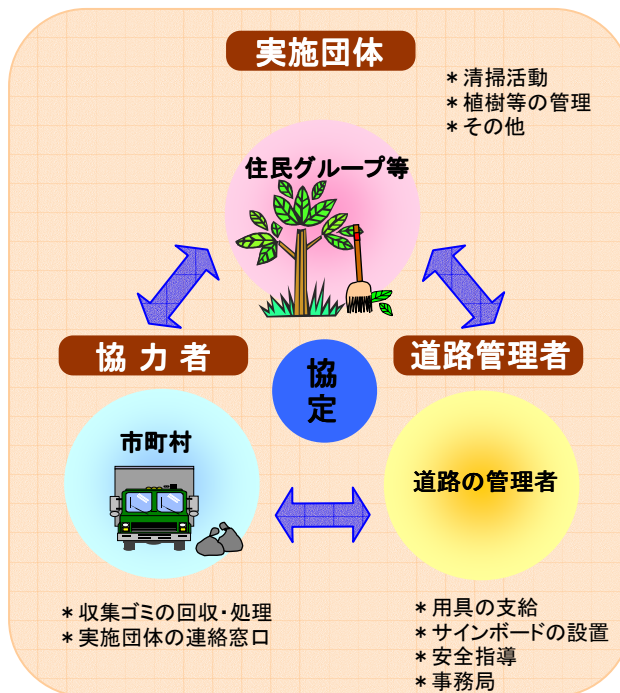 実施団体
＊清掃活動
＊植樹等の管理
＊その他
住民グループ等
協力者
協定
道路管理者
市町村
道路の管理者
＊収集ゴミの回収・処理
＊実施団体の連絡窓口
＊用具の支給
＊サインボードの設置
＊安全指導
＊事務局